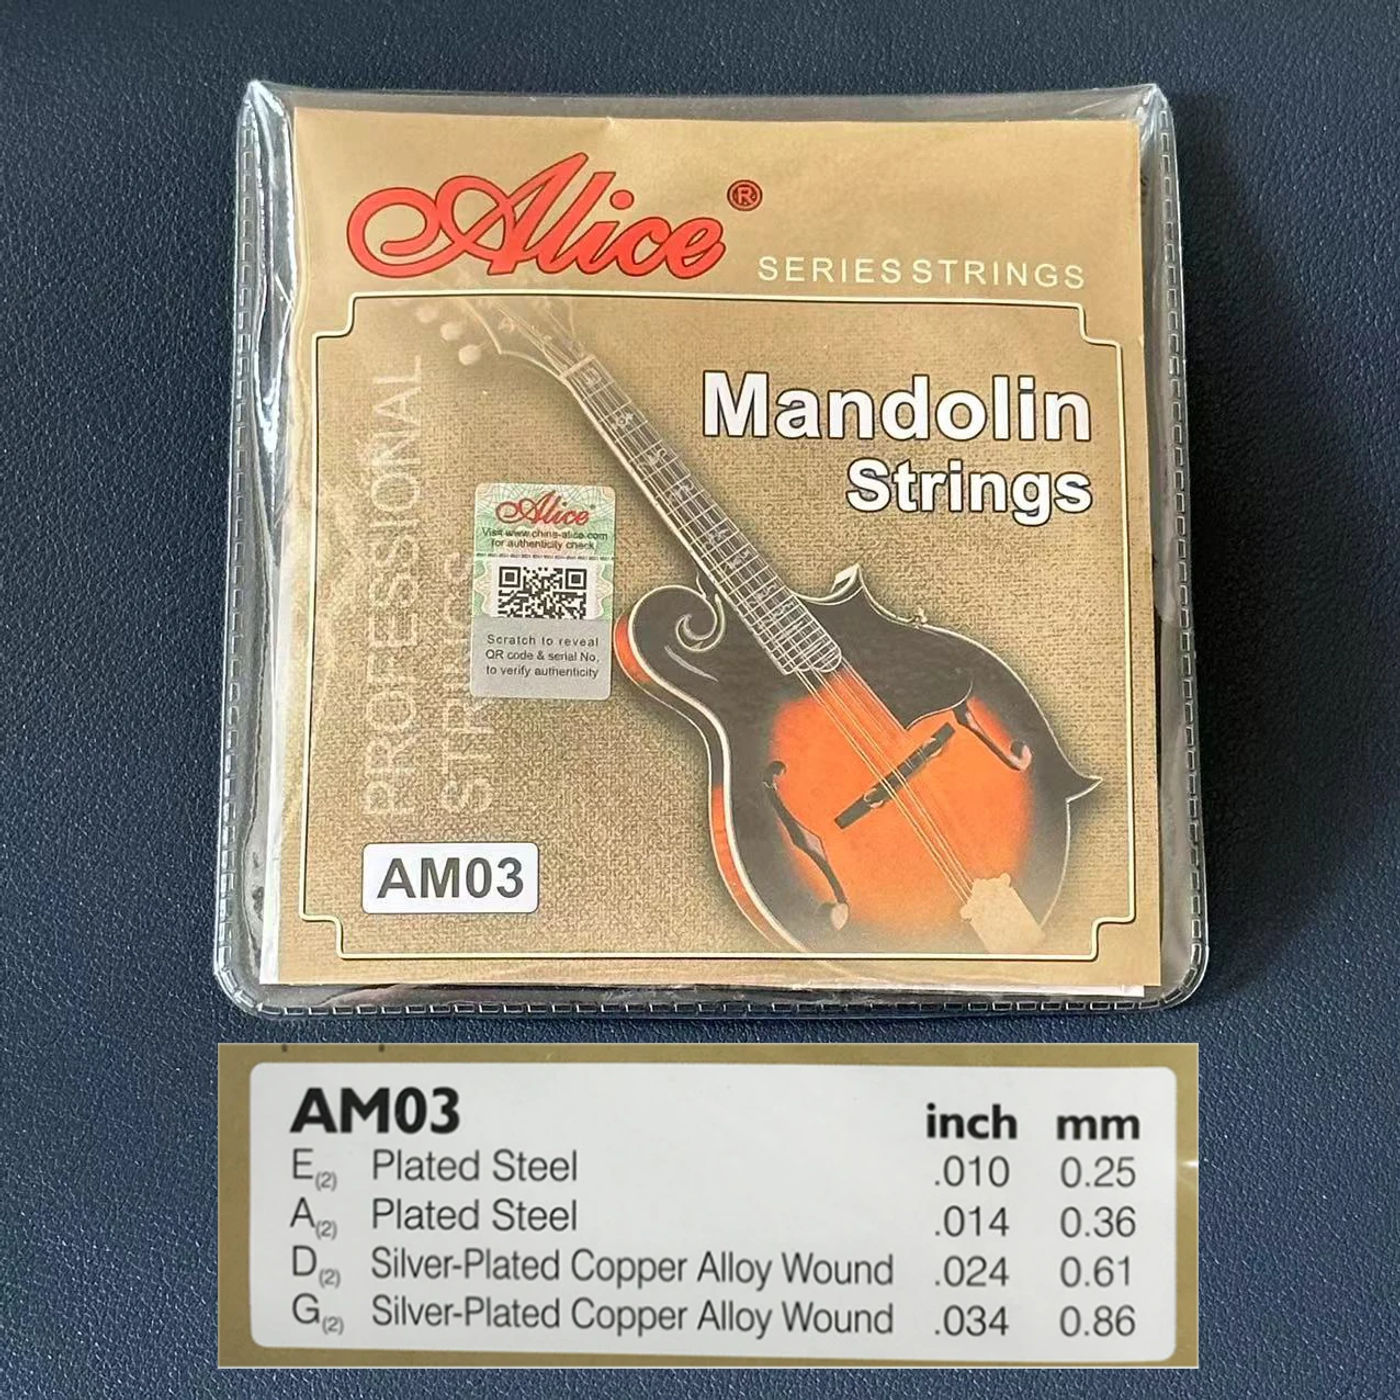 Alice®
SERIES STRINGS
Mandolin
Strings
PROFESSIONAL
STRINGS
Alice®
Visit www.china-alice.com
for authenticity check
Scratch to reveal
QR code & serial No.
to verify authenticity
AM03
AM03 inch mm
E(2) Plated Steel .010 0.25
A(2) Plated Steel .014 0.36
D(2) Silver-Plated Copper Alloy Wound .024 0.61
G(2) Silver-Plated Copper Alloy Wound .034 0.86